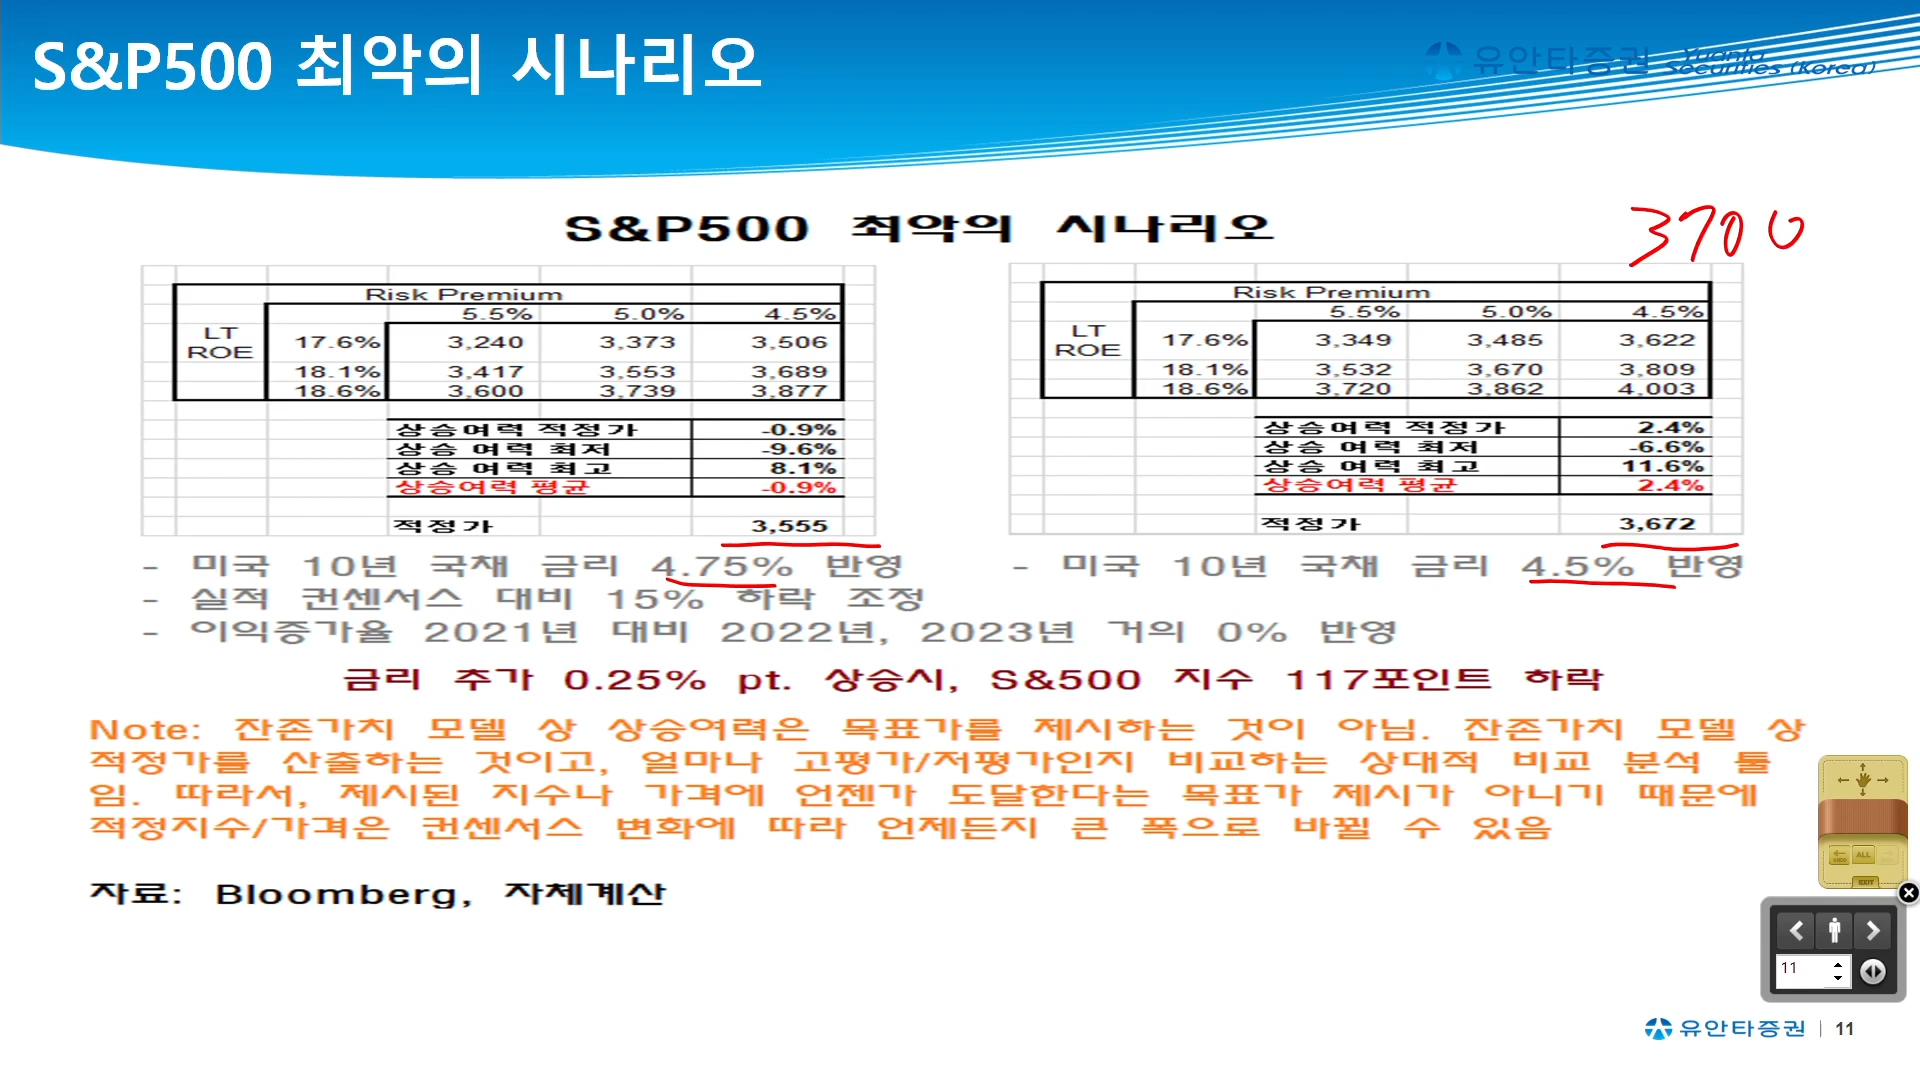 S&P500 최악의 시나리오
유안타증권 Yuanta Securities (Korea)
S&P500 최악의 시나리오
3700
Risk Premium
5.5% 5.0% 4.5%
LT ROE
17.6% 3,240 3,373 3,506
18.1% 3,417 3,553 3,689
18.6% 3,600 3,739 3,877
상승여력 적정가 -0.9%
상승 여력 최저 -9.6%
상승 여력 최고 8.1%
상승여력 평균 -0.9%
적정가 3,555
Risk Premium
5.5% 5.0% 4.5%
LT ROE
17.6% 3,349 3,485 3,622
18.1% 3,532 3,670 3,809
18.6% 3,720 3,862 4,003
상승여력 적정가 2.4%
상승 여력 최저 -6.6%
상승 여력 최고 11.6%
상승여력 평균 2.4%
적정가 3,672
- 미국 10년 국채 금리 4.75% 반영
- 미국 10년 국채 금리 4.5% 반영
- 실적 컨센서스 대비 15% 하락 조정
- 이익증가율 2021년 대비 2022년, 2023년 거의 0% 반영
금리 추가 0.25% pt. 상승시, S&500 지수 117포인트 하락
Note: 잔존가치 모델 상 상승여력은 목표가를 제시하는 것이 아님. 잔존가치 모델 상
적정가를 산출하는 것이고, 얼마나 고평가/저평가인지 비교하는 상대적 비교 분석 툴
임. 따라서, 제시된 지수나 가격에 언젠가 도달한다는 목표가 제시가 아니기 때문에
적정지수/가격은 컨센서스 변화에 따라 언제든지 큰 폭으로 바뀔 수 있음
자료: Bloomberg, 자체계산
ALL
EXIT
11
유안타증권 | 11